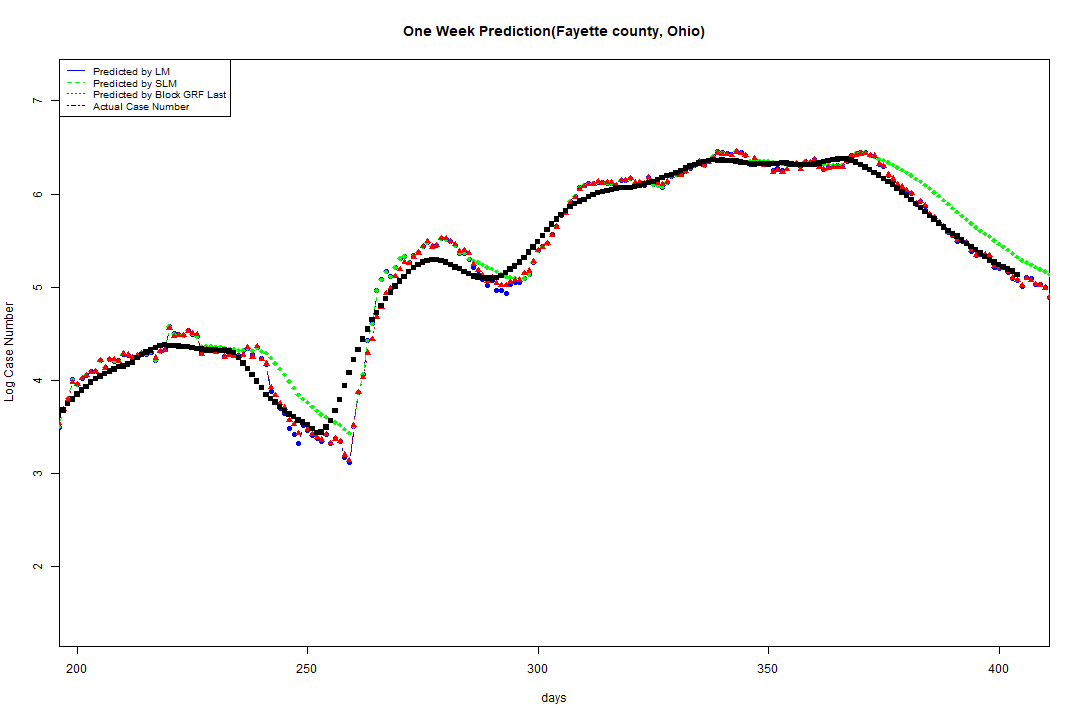 One Week Prediction(Fayette county, Ohio)
Predicted by LM
Predicted by SLM
Predicted by Block GRF Last
Actual Case Number
7
6
5
4
3
2
Log Case Number
200 250 300 350 400
days